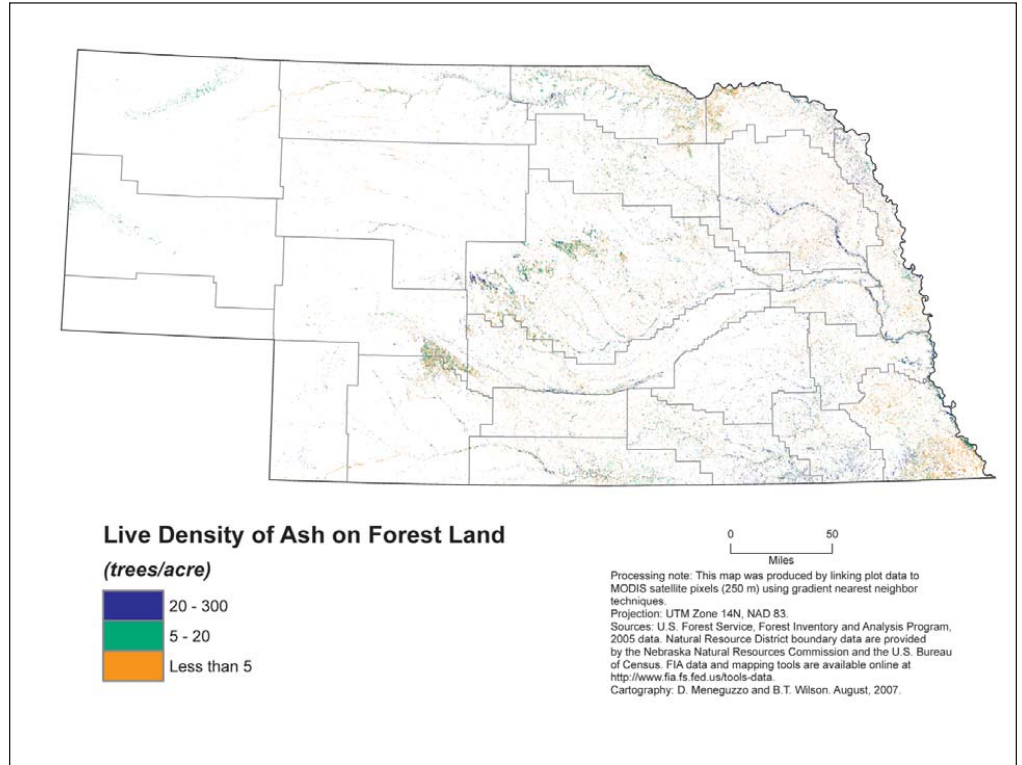 Live Density of Ash on Forest Land
(trees/acre)
20 - 300
5 - 20
Less than 5
0 50
Miles
Processing note: This map was produced by linking plot data to
MODIS satellite pixels (250 m) using gradient nearest neighbor
techniques.
Projection: UTM Zone 14N, NAD 83.
Sources: U.S. Forest Service, Forest Inventory and Analysis Program,
2005 data. Natural Resource District boundary data are provided
by the Nebraska Natural Resources Commission and the U.S. Bureau
of Census. FIA data and mapping tools are available online at
http://www.fia.fs.fed.us/tools-data.
Cartography: D. Meneguzzo and B.T. Wilson. August, 2007.